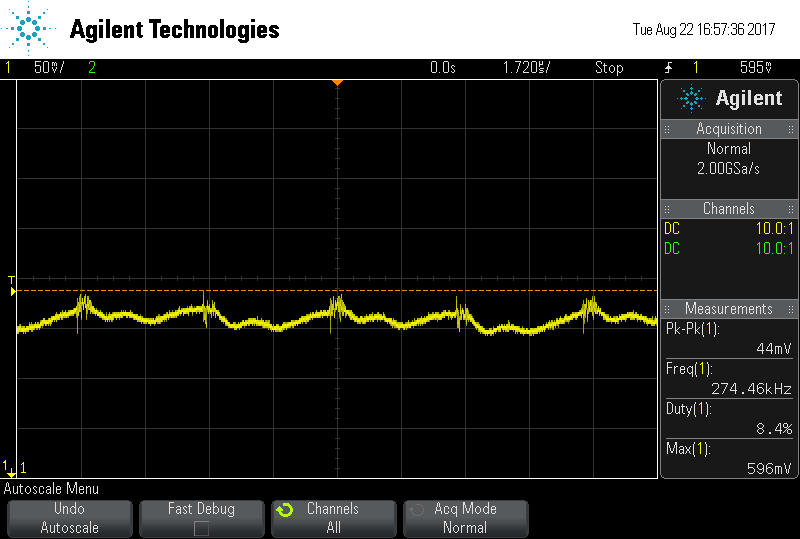 Agilent Technologies
Tue Aug 22 16:57:36 2017
1 50mV/ 2 0.0s 1.720µs/ Stop 1 595mV
Agilent
Acquisition
Normal
2.00GSa/s
Channels
DC 10.0:1
DC 10.0:1
Measurements
Pk-Pk(1):
44mV
Freq(1):
274.46kHz
Duty(1):
8.4%
Max(1):
596mV
T
1 1
Autoscale Menu
Undo
Autoscale
Fast Debug
Channels
All
Acq Mode
Normal